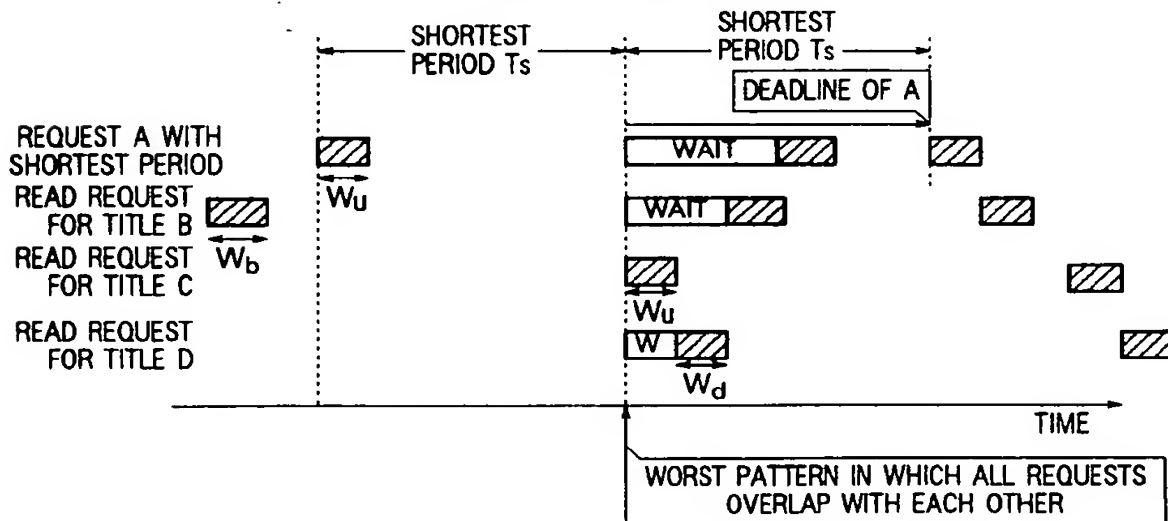 SHORTEST
PERIOD Ts
SHORTEST
PERIOD Ts
DEADLINE OF A
REQUEST A WITH
SHORTEST PERIOD
WAIT
Wu
READ REQUEST
FOR TITLE B
WAIT
Wb
READ REQUEST
FOR TITLE C
Wu
READ REQUEST
FOR TITLE D
W
Wd
TIME
WORST PATTERN IN WHICH ALL REQUESTS
OVERLAP WITH EACH OTHER